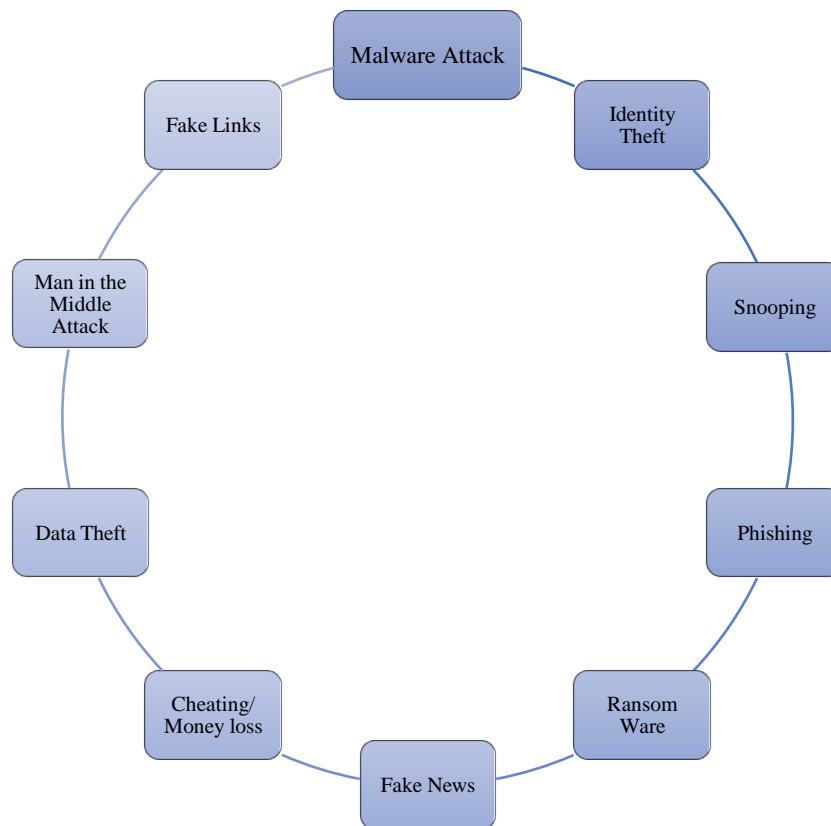 Malware Attack
Identity
Theft
Snooping
Phishing
Ransom
Ware
Fake News
Cheating/
Money loss
Data Theft
Man in the
Middle
Attack
Fake Links